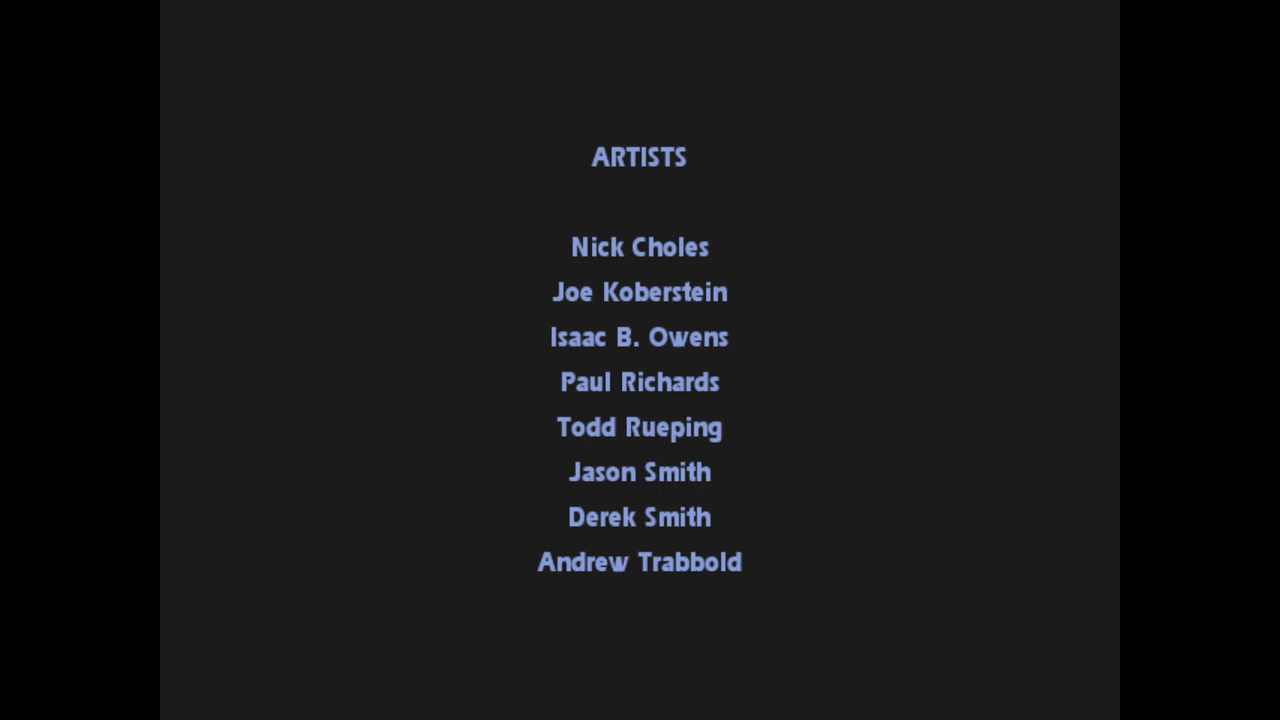 ARTISTS
Nick Choles
Joe Koberstein
Isaac B. Owens
Paul Richards
Todd Rueping
Jason Smith
Derek Smith
Andrew Trabbold